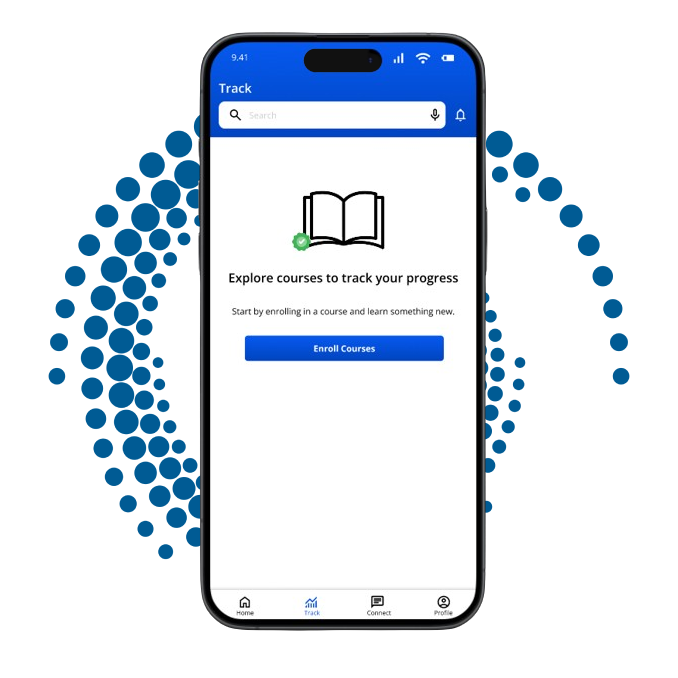 9.41
Track
Search
Explore courses to track your progress
Start by enrolling in a course and learn something new.
Enroll Courses
Home
Track
Connect
Profile